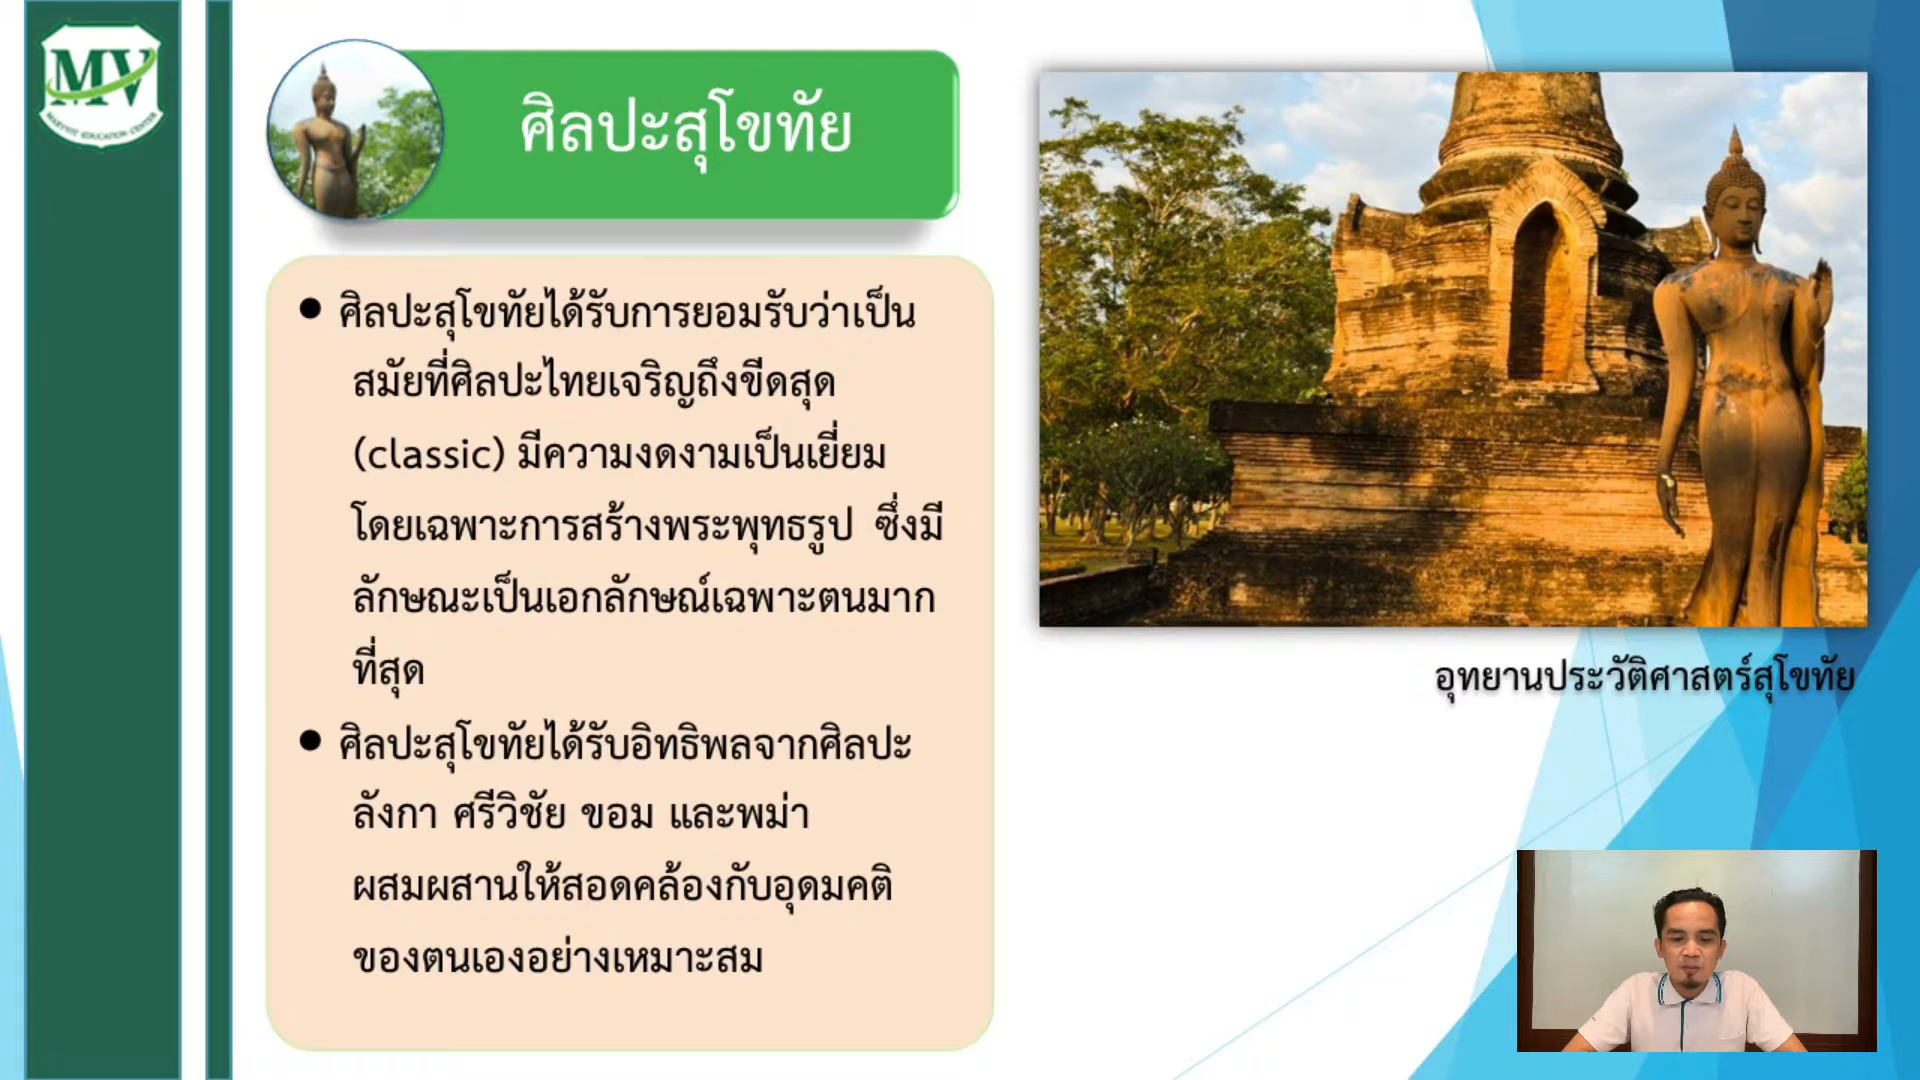 MV
MARYVIT EDUCATION CENTER
ศิลปะสุโขทัย
● ศิลปะสุโขทัยได้รับการยอมรับว่าเป็น
สมัยที่ศิลปะไทยเจริญถึงขีดสุด
(classic) มีความงดงามเป็นเยี่ยม
โดยเฉพาะการสร้างพระพุทธรูป ซึ่งมี
ลักษณะเป็นเอกลักษณ์เฉพาะตนมาก
ที่สุด
● ศิลปะสุโขทัยได้รับอิทธิพลจากศิลปะ
ลังกา ศรีวิชัย ขอม และพม่า
ผสมผสานให้สอดคล้องกับอุดมคติ
ของตนเองอย่างเหมาะสม
อุทยานประวัติศาสตร์สุโขทัย